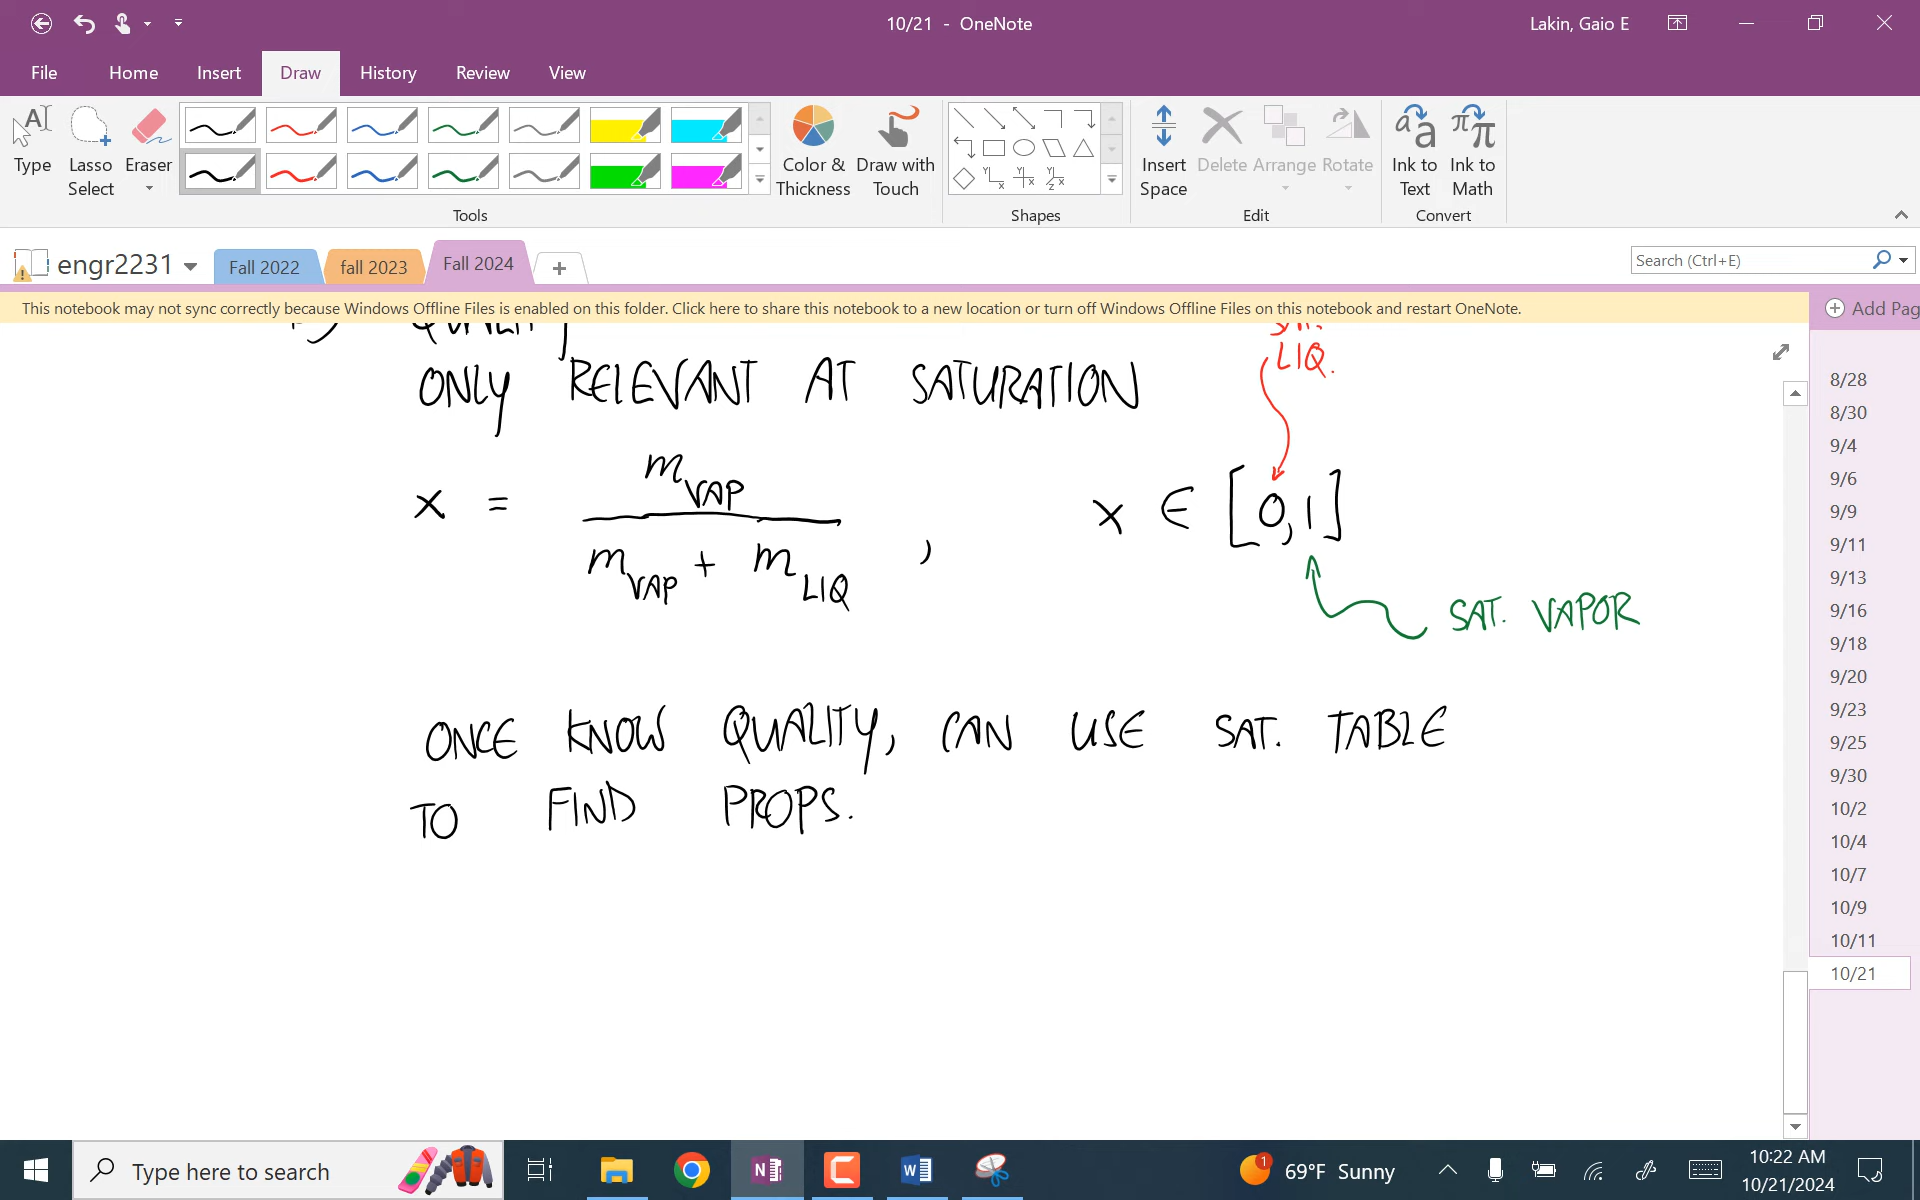 10/21 - OneNote
Lakin, Gaio E
File Home Insert Draw History Review View
Type
Lasso Select
Eraser
Color & Thickness
Draw with Touch
Insert Space
Delete Arrange Rotate
Ink to Text
Ink to Math
Tools Shapes Edit Convert
engr2231 Fall 2022 fall 2023 Fall 2024
Search (Ctrl+E)
This notebook may not sync correctly because Windows Offline Files is enabled on this folder. Click here to share this notebook to a new location or turn off Windows Offline Files on this notebook and restart OneNote.
Add Pag
QUALITY
SAT.
LIQ.
ONLY RELEVANT AT SATURATION
x = m VAP / m VAP + m LIQ , x ∈ [0,1]
SAT. VAPOR
ONCE KNOW QUALITY, CAN USE SAT. TABLE
TO FIND PROPS.
8/28
8/30
9/4
9/6
9/9
9/11
9/13
9/16
9/18
9/20
9/23
9/25
9/30
10/2
10/4
10/7
10/9
10/11
10/21
Type here to search
69°F Sunny
10:22 AM
10/21/2024